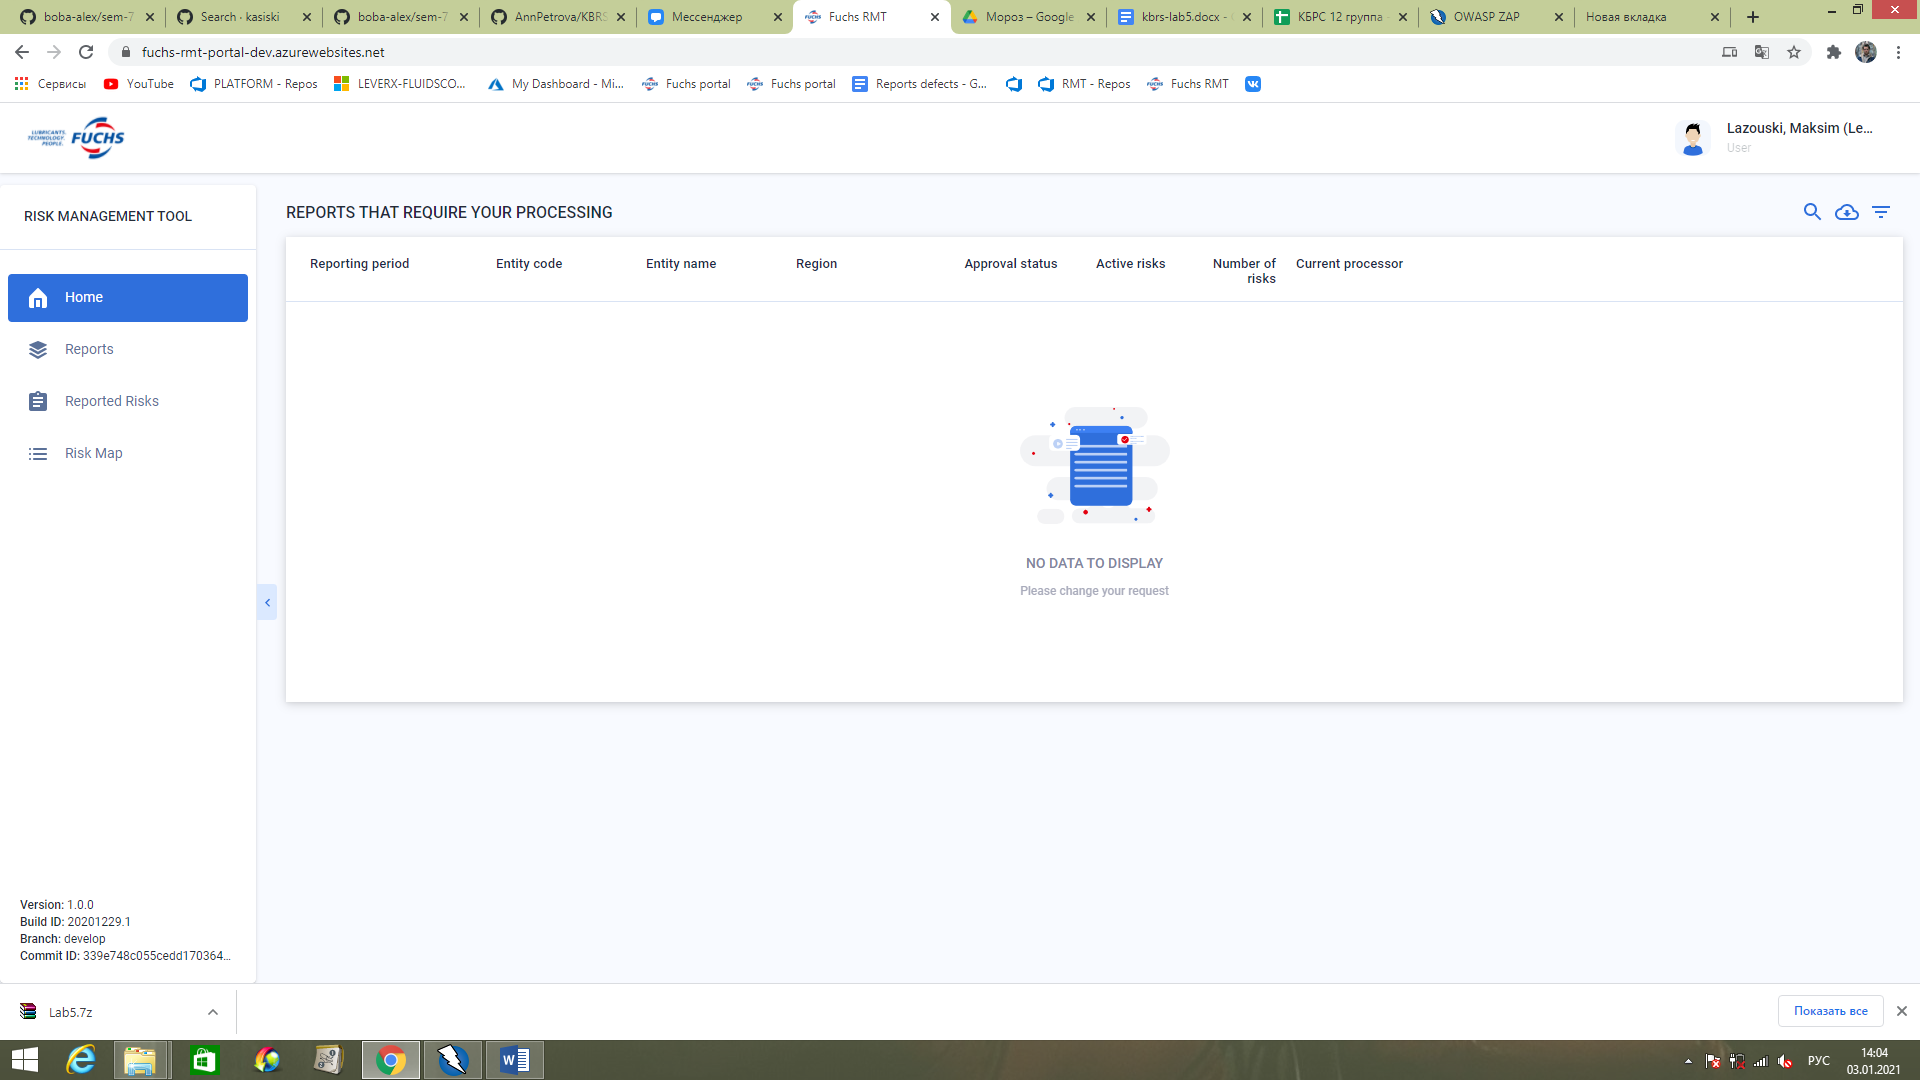 boba-alex/sem-7
Search · kasiski
boba-alex/sem-7
AnnPetrova/KBRS
Мессенджер
Fuchs RMT
Мороз – Google
kbrs-lab5.docx -
КБРС 12 группа
OWASP ZAP
Новая вкладка
fuchs-rmt-portal-dev.azurewebsites.net
Сервисы
YouTube
PLATFORM - Repos
LEVERX-FLUIDSCO...
My Dashboard - Mi...
Fuchs portal
Fuchs portal
Reports defects - G...
RMT - Repos
Fuchs RMT
LUBRICANTS.
TECHNOLOGY.
PEOPLE.
FUCHS
Lazouski, Maksim (Le...
User
RISK MANAGEMENT TOOL
Home
Reports
Reported Risks
Risk Map
REPORTS THAT REQUIRE YOUR PROCESSING
Reporting period
Entity code
Entity name
Region
Approval status
Active risks
Number of
risks
Current processor
NO DATA TO DISPLAY
Please change your request
Version: 1.0.0
Build ID: 20201229.1
Branch: develop
Commit ID: 339e748c055cedd170364...
Lab5.7z
Показать все
РУС
14:04
03.01.2021